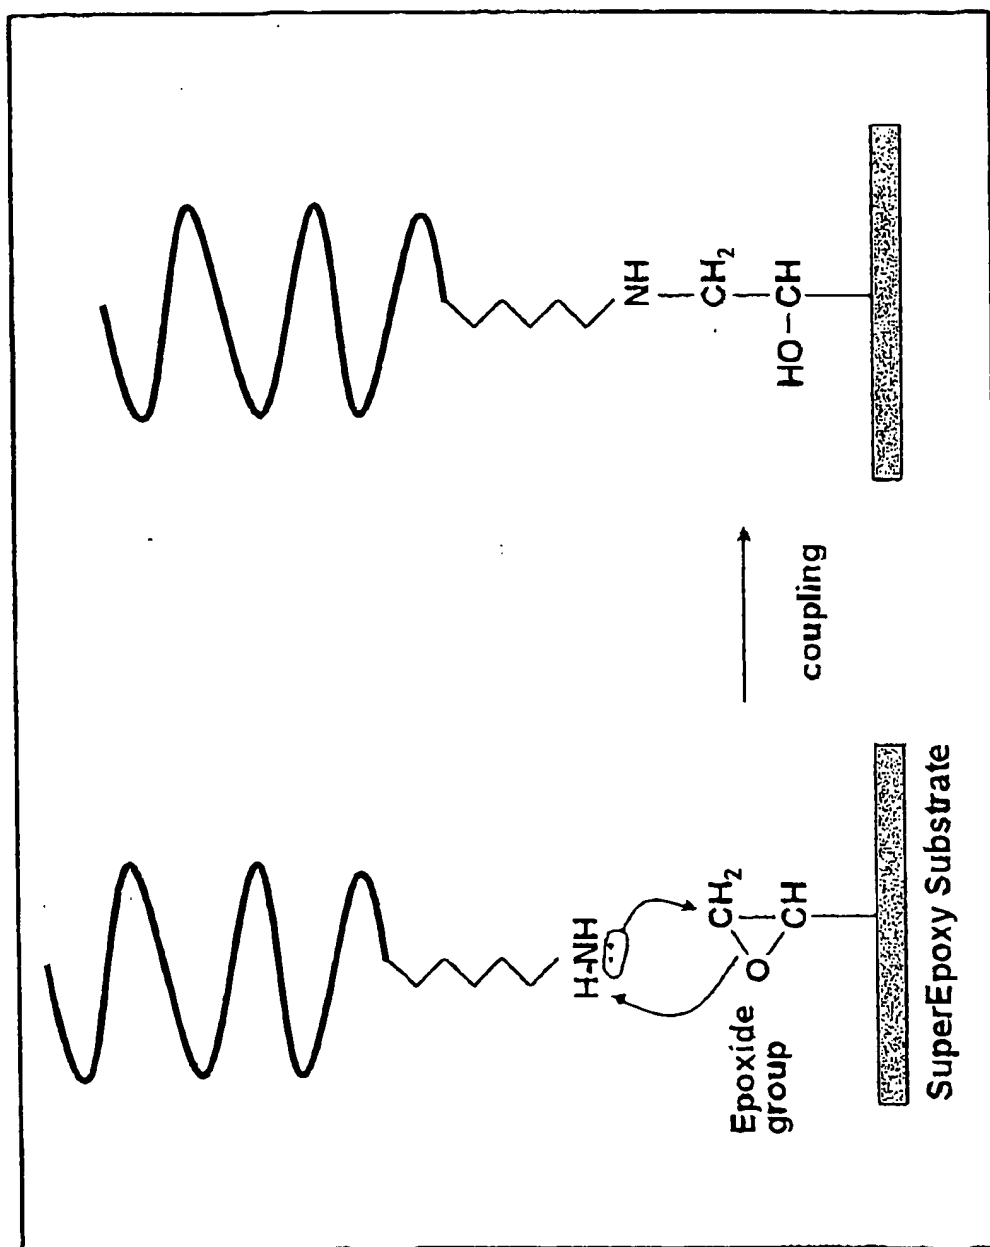 H-NH
CH₂
O
CH
Epoxide
group
SuperEpoxy Substrate
coupling
NH
CH₂
HO–CH